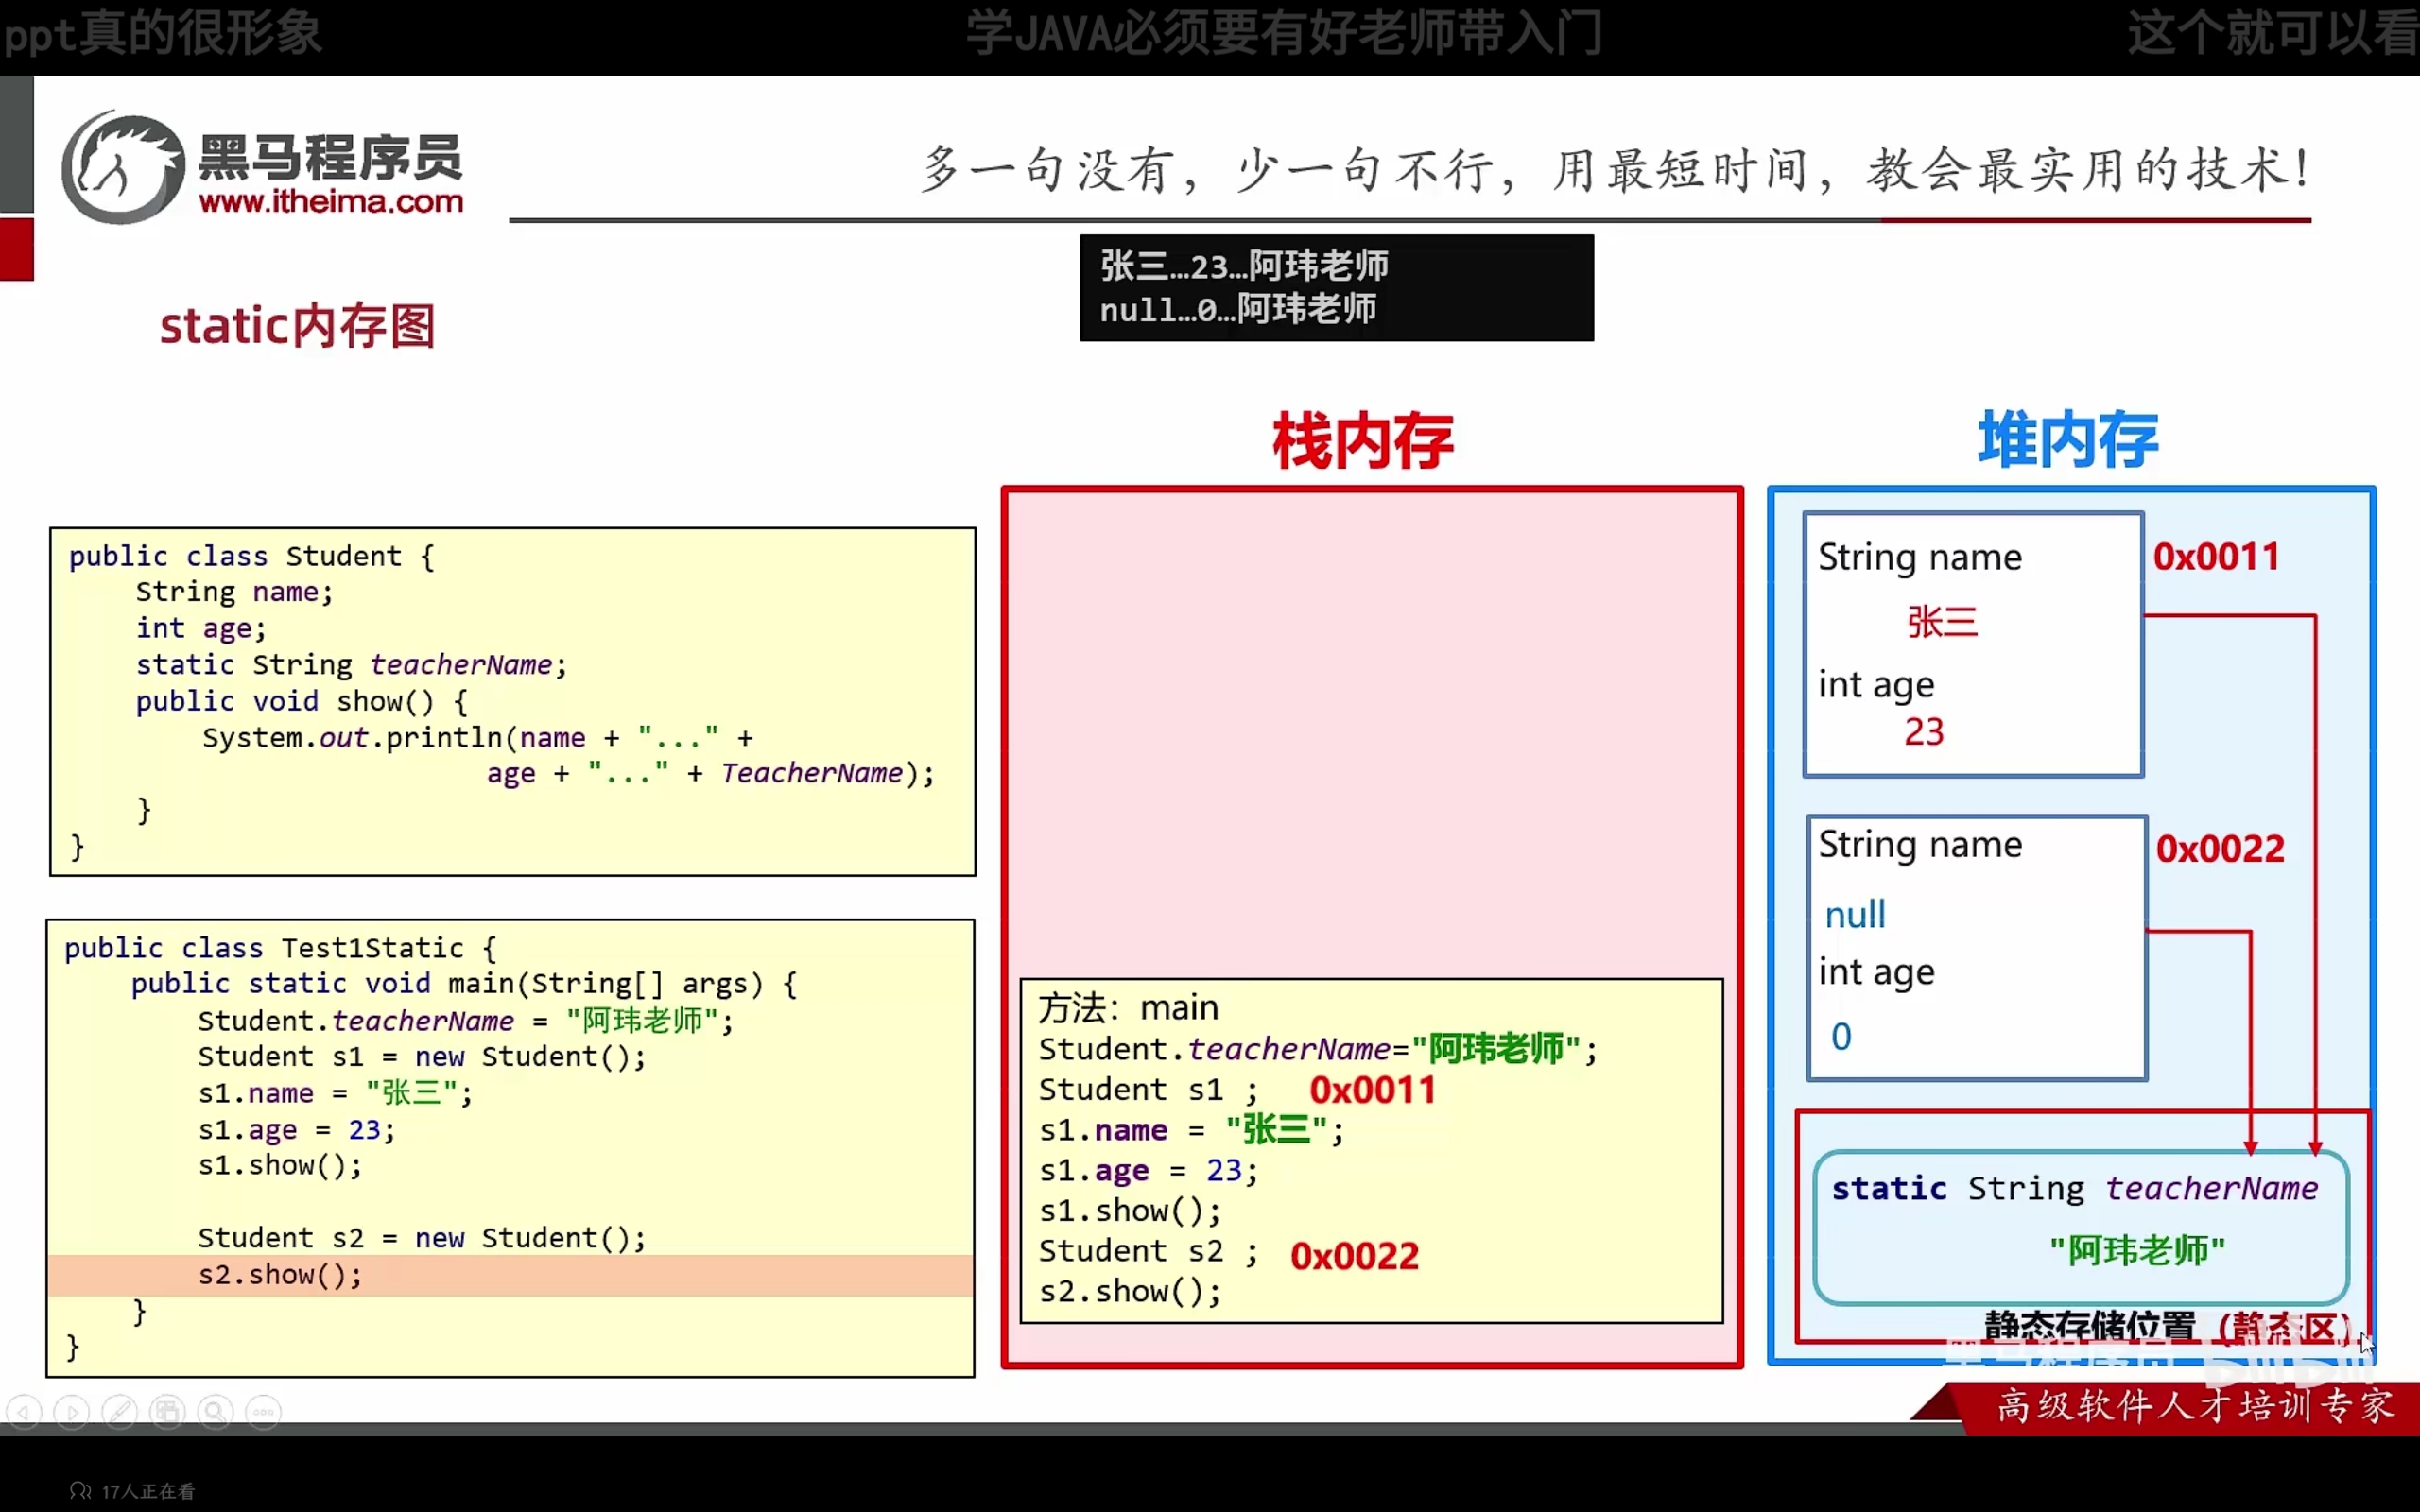 ppt真的很形象
学JAVA必须要有好老师带入门
这个就可以看
黑马程序员
www.itheima.com
多一句没有，少一句不行，用最短时间，教会最实用的技术！
张三…23…阿玮老师
null…0…阿玮老师
static内存图
栈内存
堆内存
public class Student {
String name;
int age;
static String teacherName;
public void show() {
System.out.println(name + "..." +
age + "..." + TeacherName);
}
}
public class Test1Static {
public static void main(String[] args) {
Student.teacherName = "阿玮老师";
Student s1 = new Student();
s1.name = "张三";
s1.age = 23;
s1.show();
Student s2 = new Student();
s2.show();
}
}
方法：main
Student.teacherName="阿玮老师";
Student s1 ; 0x0011
s1.name = "张三";
s1.age = 23;
s1.show();
Student s2 ; 0x0022
s2.show();
String name
0x0011
张三
int age
23
String name
0x0022
null
int age
0
static String teacherName
"阿玮老师"
静态存储位置（静态区）
黑马程序员
高级软件人才培训专家
17人正在看